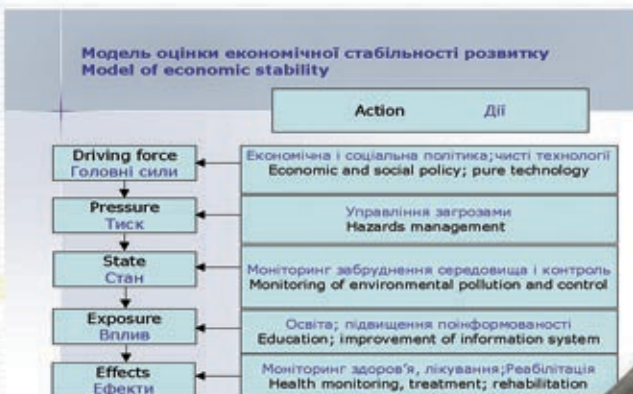 Модель оцінки економічної стабільності розвитку
Model of economic stability
Action Дії
Driving force
Головні сили
Економічна і соціальна політика;чисті технології
Economic and social policy; pure technology
Pressure
Тиск
Управління загрозами
Hazards management
State
Стан
Моніторинг забруднення середовища і контроль
Monitoring of environmental pollution and control
Exposure
Вплив
Освіта; підвищення поінформованості
Education; improvement of information system
Effects
Ефекти
Моніторинг здоров'я, лікування;Реабілітація
Health monitoring, treatment; rehabilitation